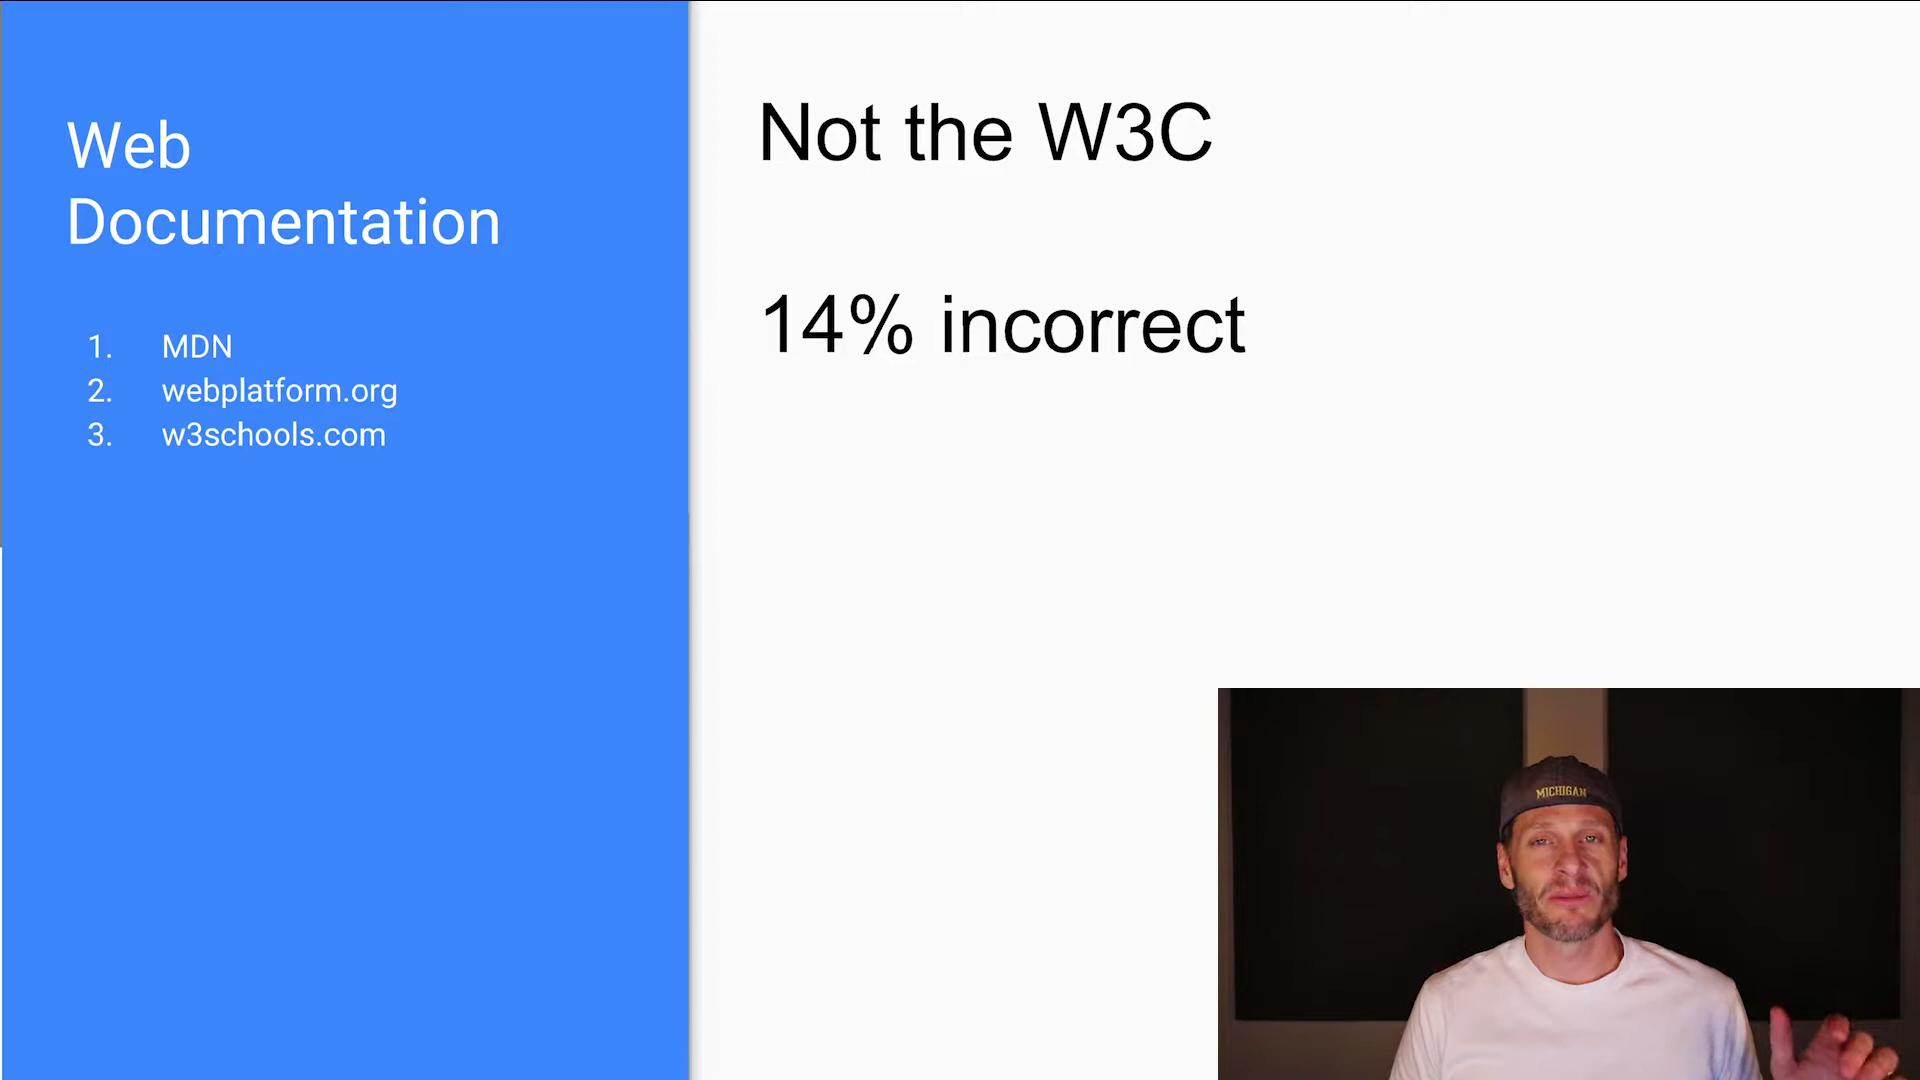 Web
Documentation
1. MDN
2. webplatform.org
3. w3schools.com
Not the W3C
14% incorrect
MICHIGAN